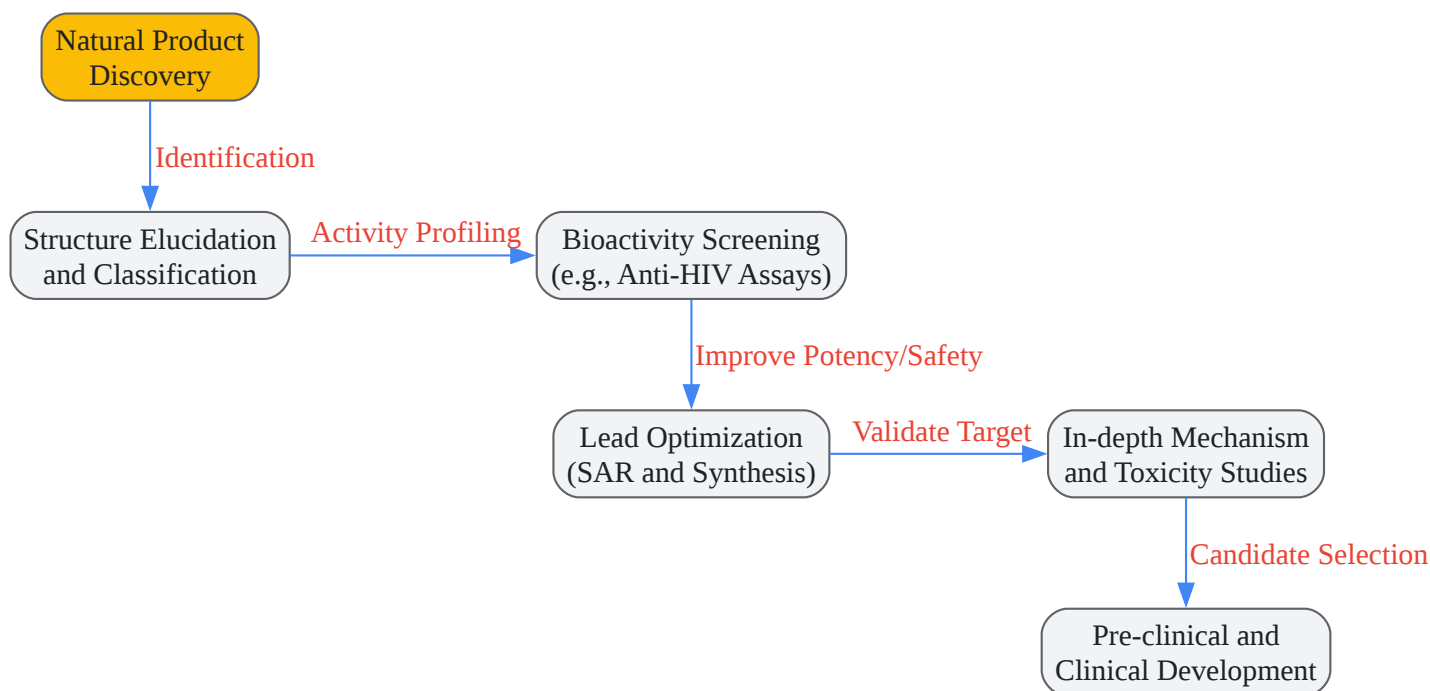 Natural Product
Discovery
Identification
Structure Elucidation
and Classification
Activity Profiling
Bioactivity Screening
(e.g., Anti-HIV Assays)
Improve Potency/Safety
Lead Optimization
(SAR and Synthesis)
Validate Target
In-depth Mechanism
and Toxicity Studies
Candidate Selection
Pre-clinical and
Clinical Development